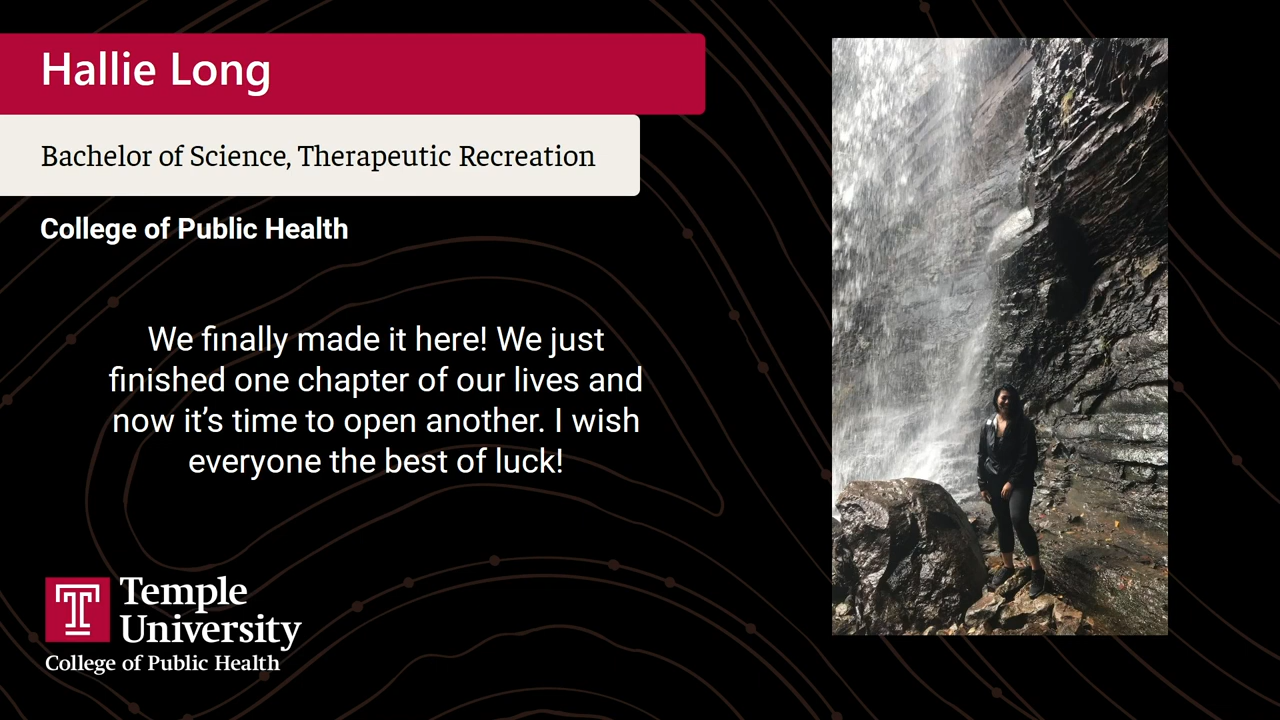 Hallie Long
Bachelor of Science, Therapeutic Recreation
College of Public Health
We finally made it here! We just
finished one chapter of our lives and
now it’s time to open another. I wish
everyone the best of luck!
Temple
University
College of Public Health